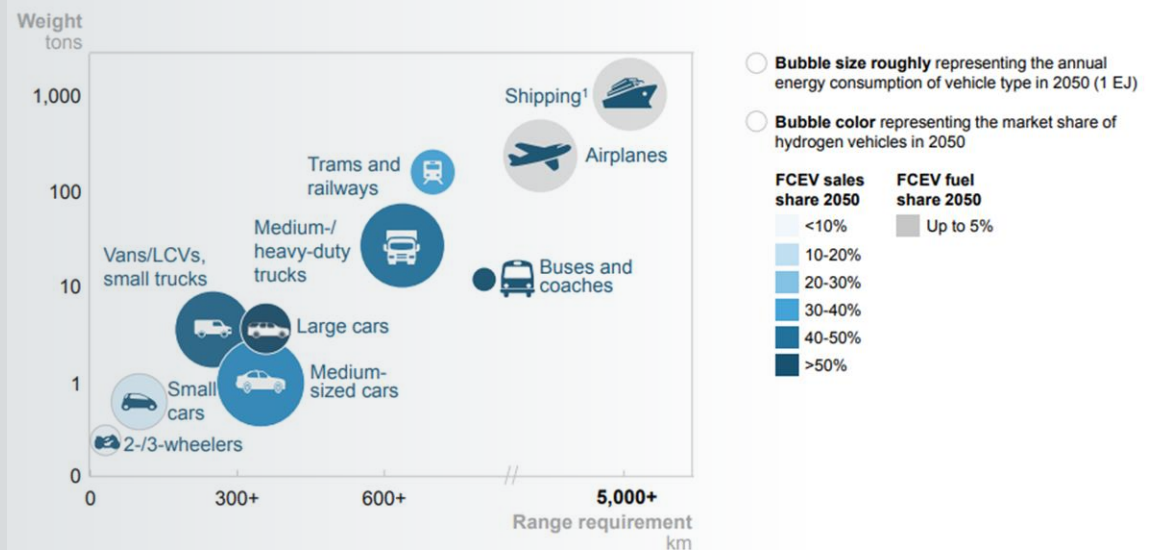 Weight
tons
1,000
100
10
1
0
0
300+
600+
5,000+
Range requirement
km
Shipping¹
Airplanes
Trams and
railways
Medium-/
heavy-duty
trucks
Vans/LCVs,
small trucks
Buses and
coaches
Large cars
Medium-
sized cars
Small
cars
2-/3-wheelers
Bubble size roughly representing the annual
energy consumption of vehicle type in 2050 (1 EJ)
Bubble color representing the market share of
hydrogen vehicles in 2050
FCEV sales
share 2050
<10%
10-20%
20-30%
30-40%
40-50%
>50%
FCEV fuel
share 2050
Up to 5%